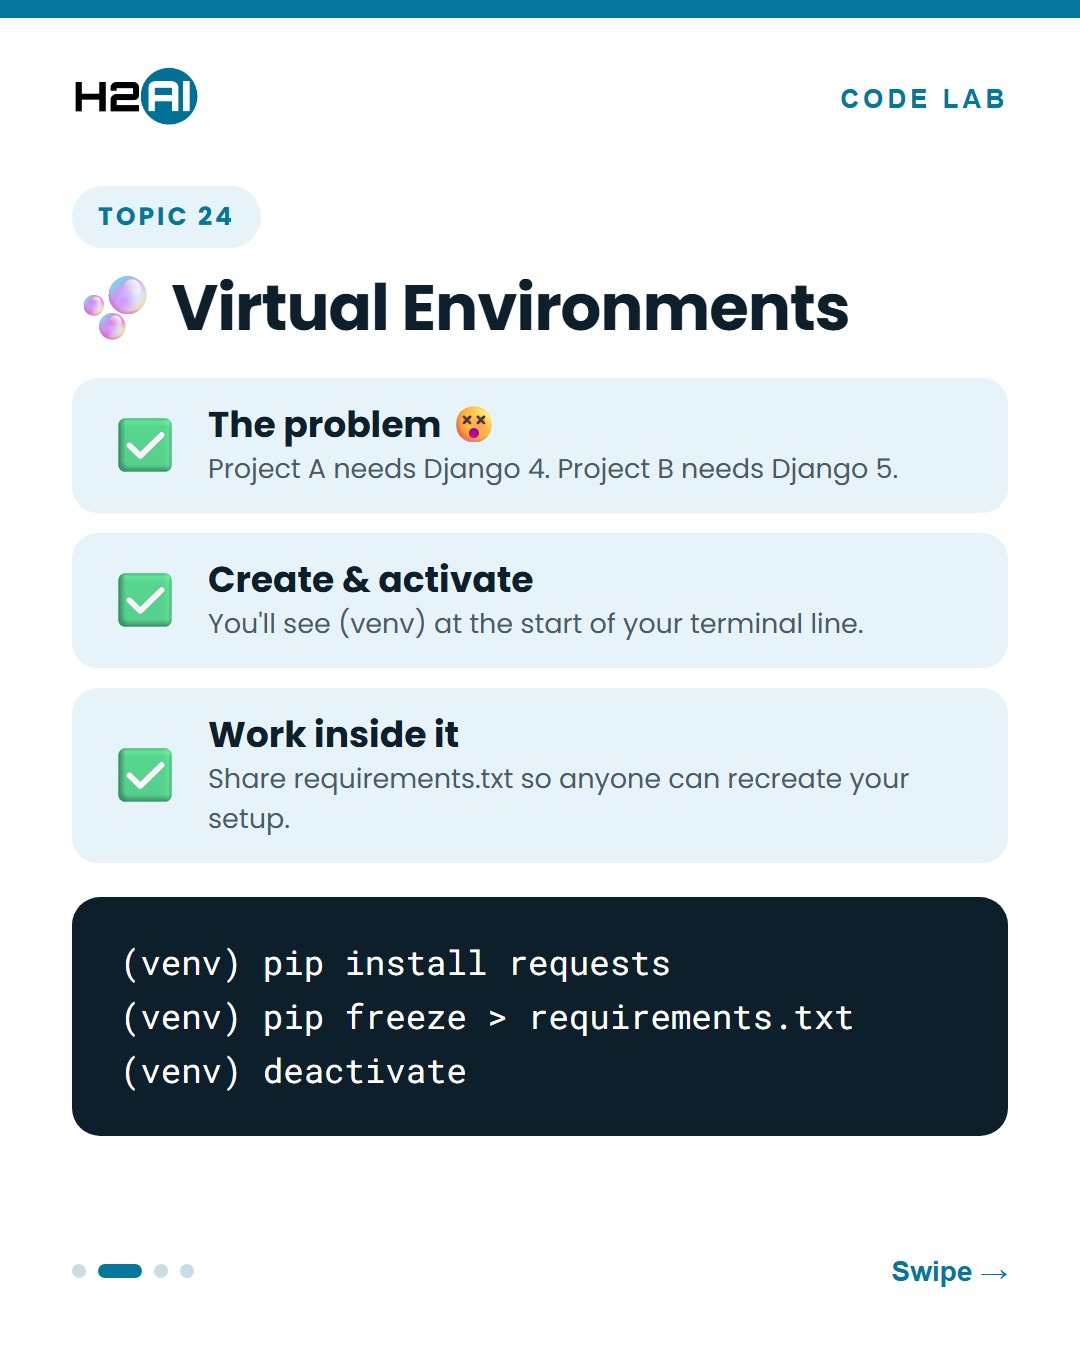 H2AI
CODE LAB
TOPIC 24
Virtual Environments
The problem 😵
Project A needs Django 4. Project B needs Django 5.
Create & activate
You'll see (venv) at the start of your terminal line.
Work inside it
Share requirements.txt so anyone can recreate your
setup.
(venv) pip install requests
(venv) pip freeze > requirements.txt
(venv) deactivate
Swipe →